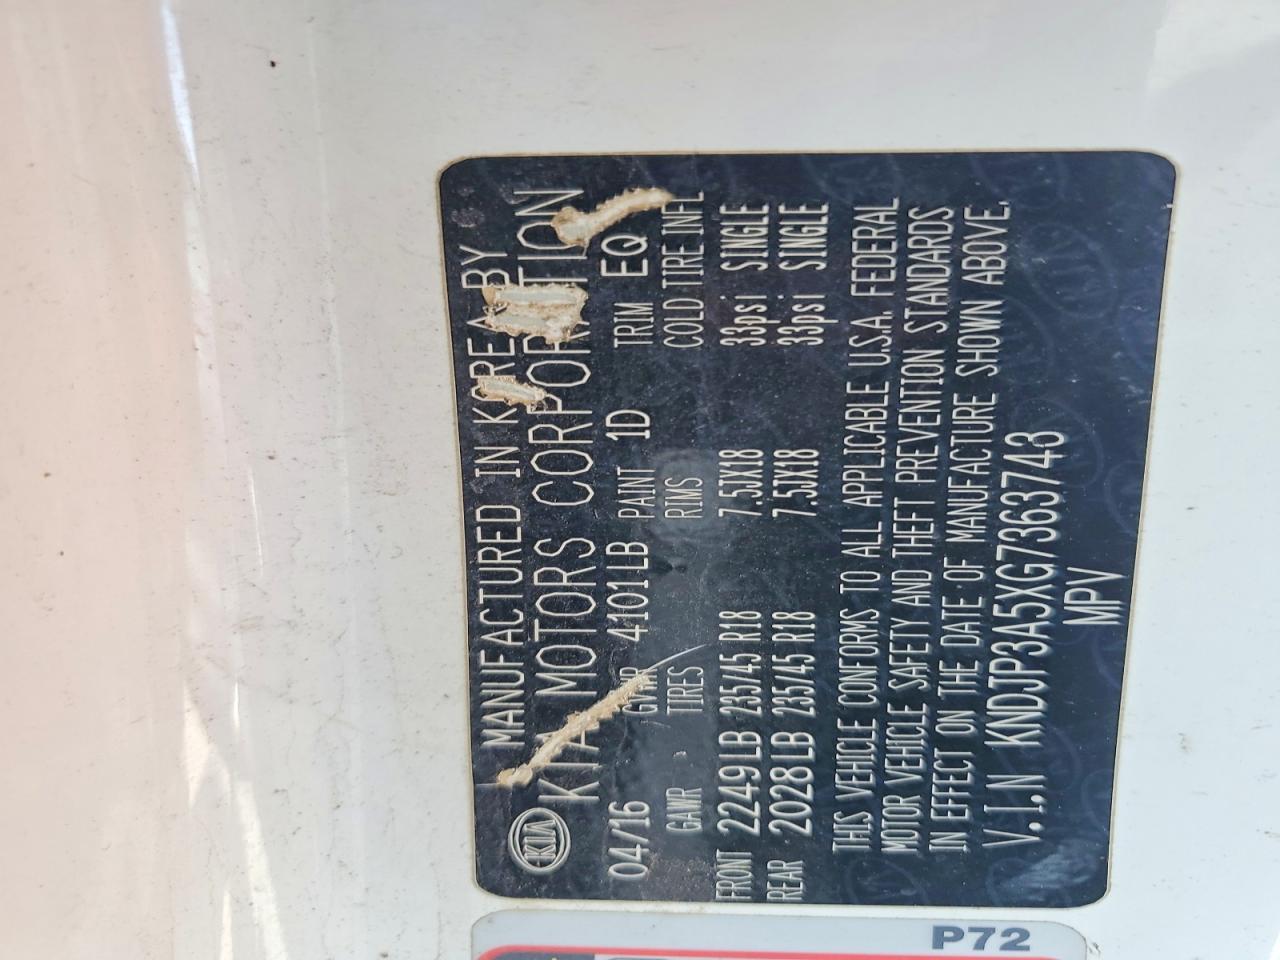 MANUFACTURED IN KOREA BY
KIA KIA MOTORS CORPORATION
04/16 GVWR 4101LB PAINT 1D TRIM EQ
GAWR TIRES RIMS COLD TIRE INFL
FRONT 2249LB 235/45 R18 7.5JX18 33psi SINGLE
REAR 2028LB 235/45 R18 7.5JX18 33psi SINGLE
THIS VEHICLE CONFORMS TO ALL APPLICABLE U.S.A. FEDERAL
MOTOR VEHICLE SAFETY AND THEFT PREVENTION STANDARDS
IN EFFECT ON THE DATE OF MANUFACTURE SHOWN ABOVE.
V.I.N KNDJP3A5XG7363743
MPV
P72